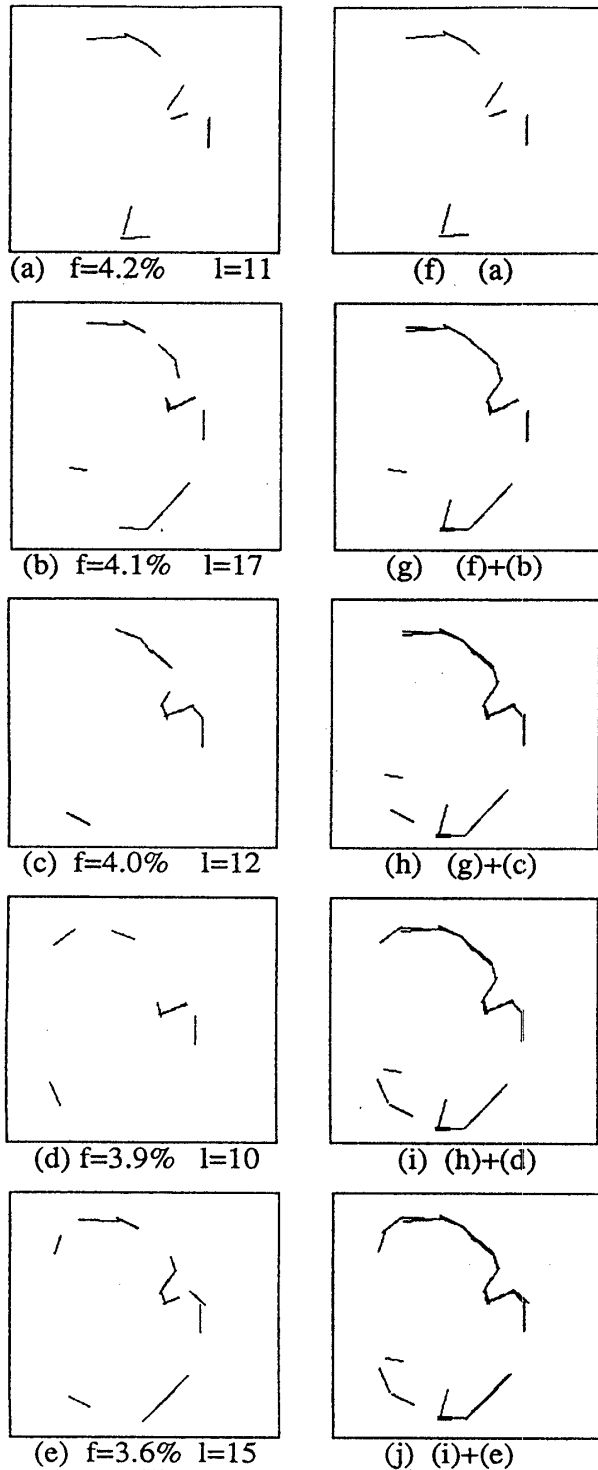 (a) f=4.2% l=11
(f) (a)
(b) f=4.1% l=17
(g) (f)+(b)
(c) f=4.0% l=12
(h) (g)+(c)
(d) f=3.9% l=10
(i) (h)+(d)
(e) f=3.6% l=15
(j) (i)+(e)